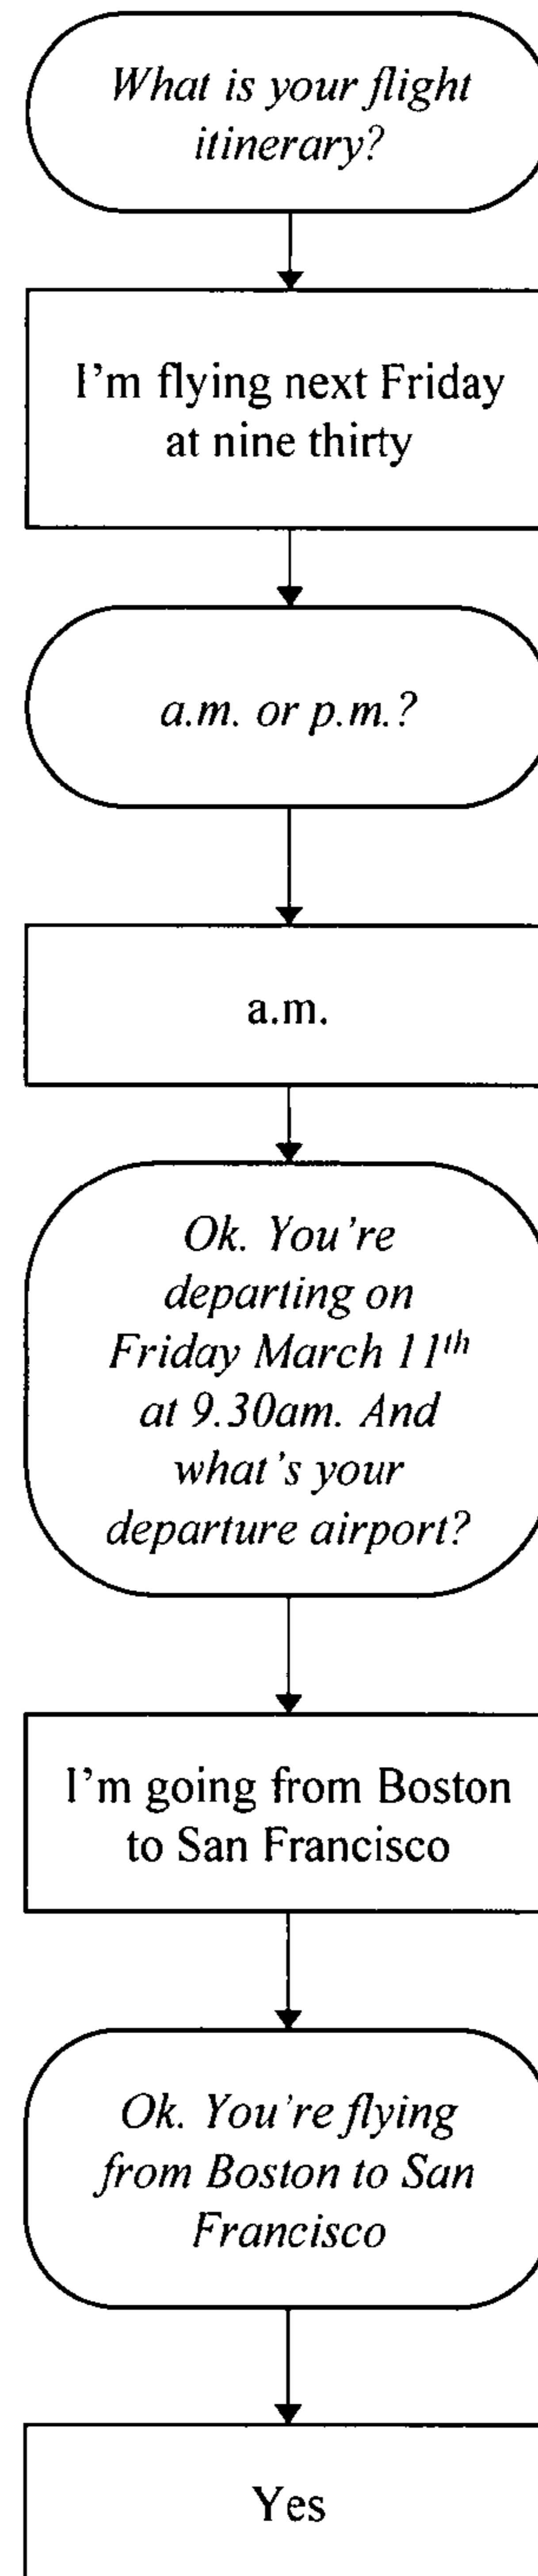 What is your flight
itinerary?
I'm flying next Friday
at nine thirty
a.m. or p.m.?
a.m.
Ok. You're
departing on
Friday March 11th
at 9.30am. And
what's your
departure airport?
I'm going from Boston
to San Francisco
Ok. You're flying
from Boston to San
Francisco
Yes